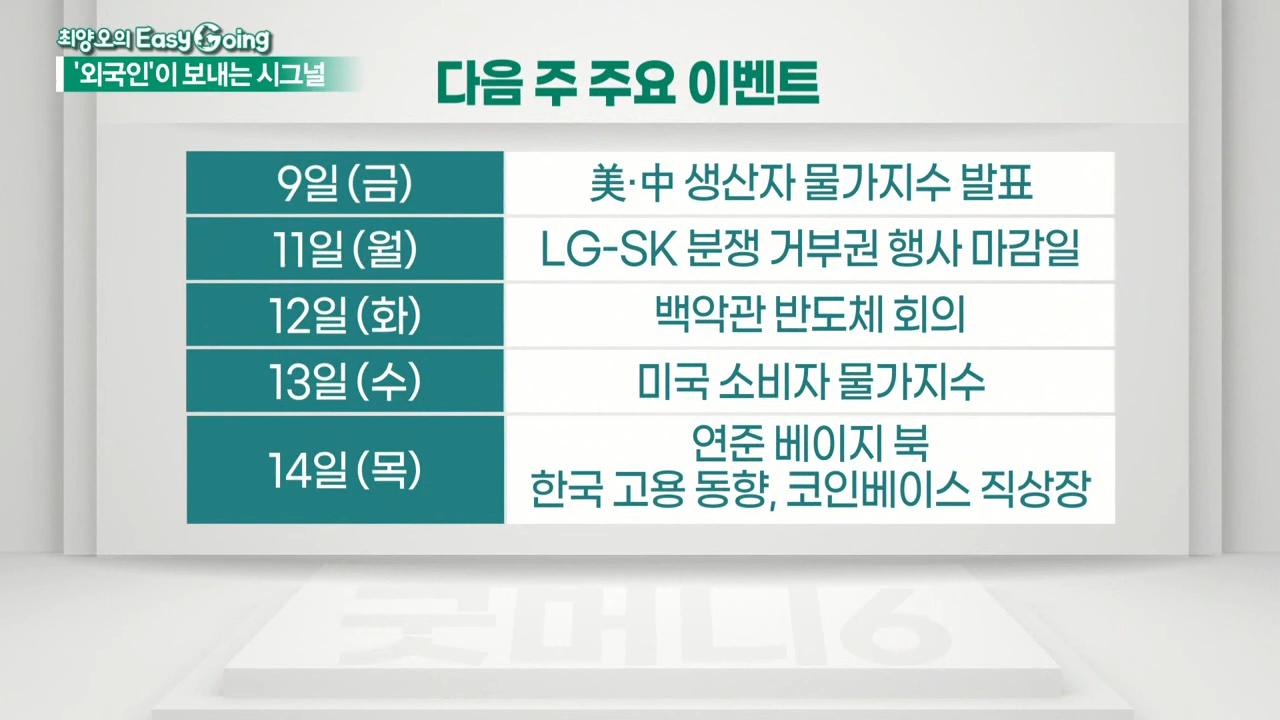 최양오의 Easy Going
'외국인'이 보내는 시그널
다음 주 주요 이벤트
9일 (금)
美·中 생산자 물가지수 발표
11일 (월)
LG-SK 분쟁 거부권 행사 마감일
12일 (화)
백악관 반도체 회의
13일 (수)
미국 소비자 물가지수
14일 (목)
연준 베이지 북
한국 고용 동향, 코인베이스 직상장
굿머니6